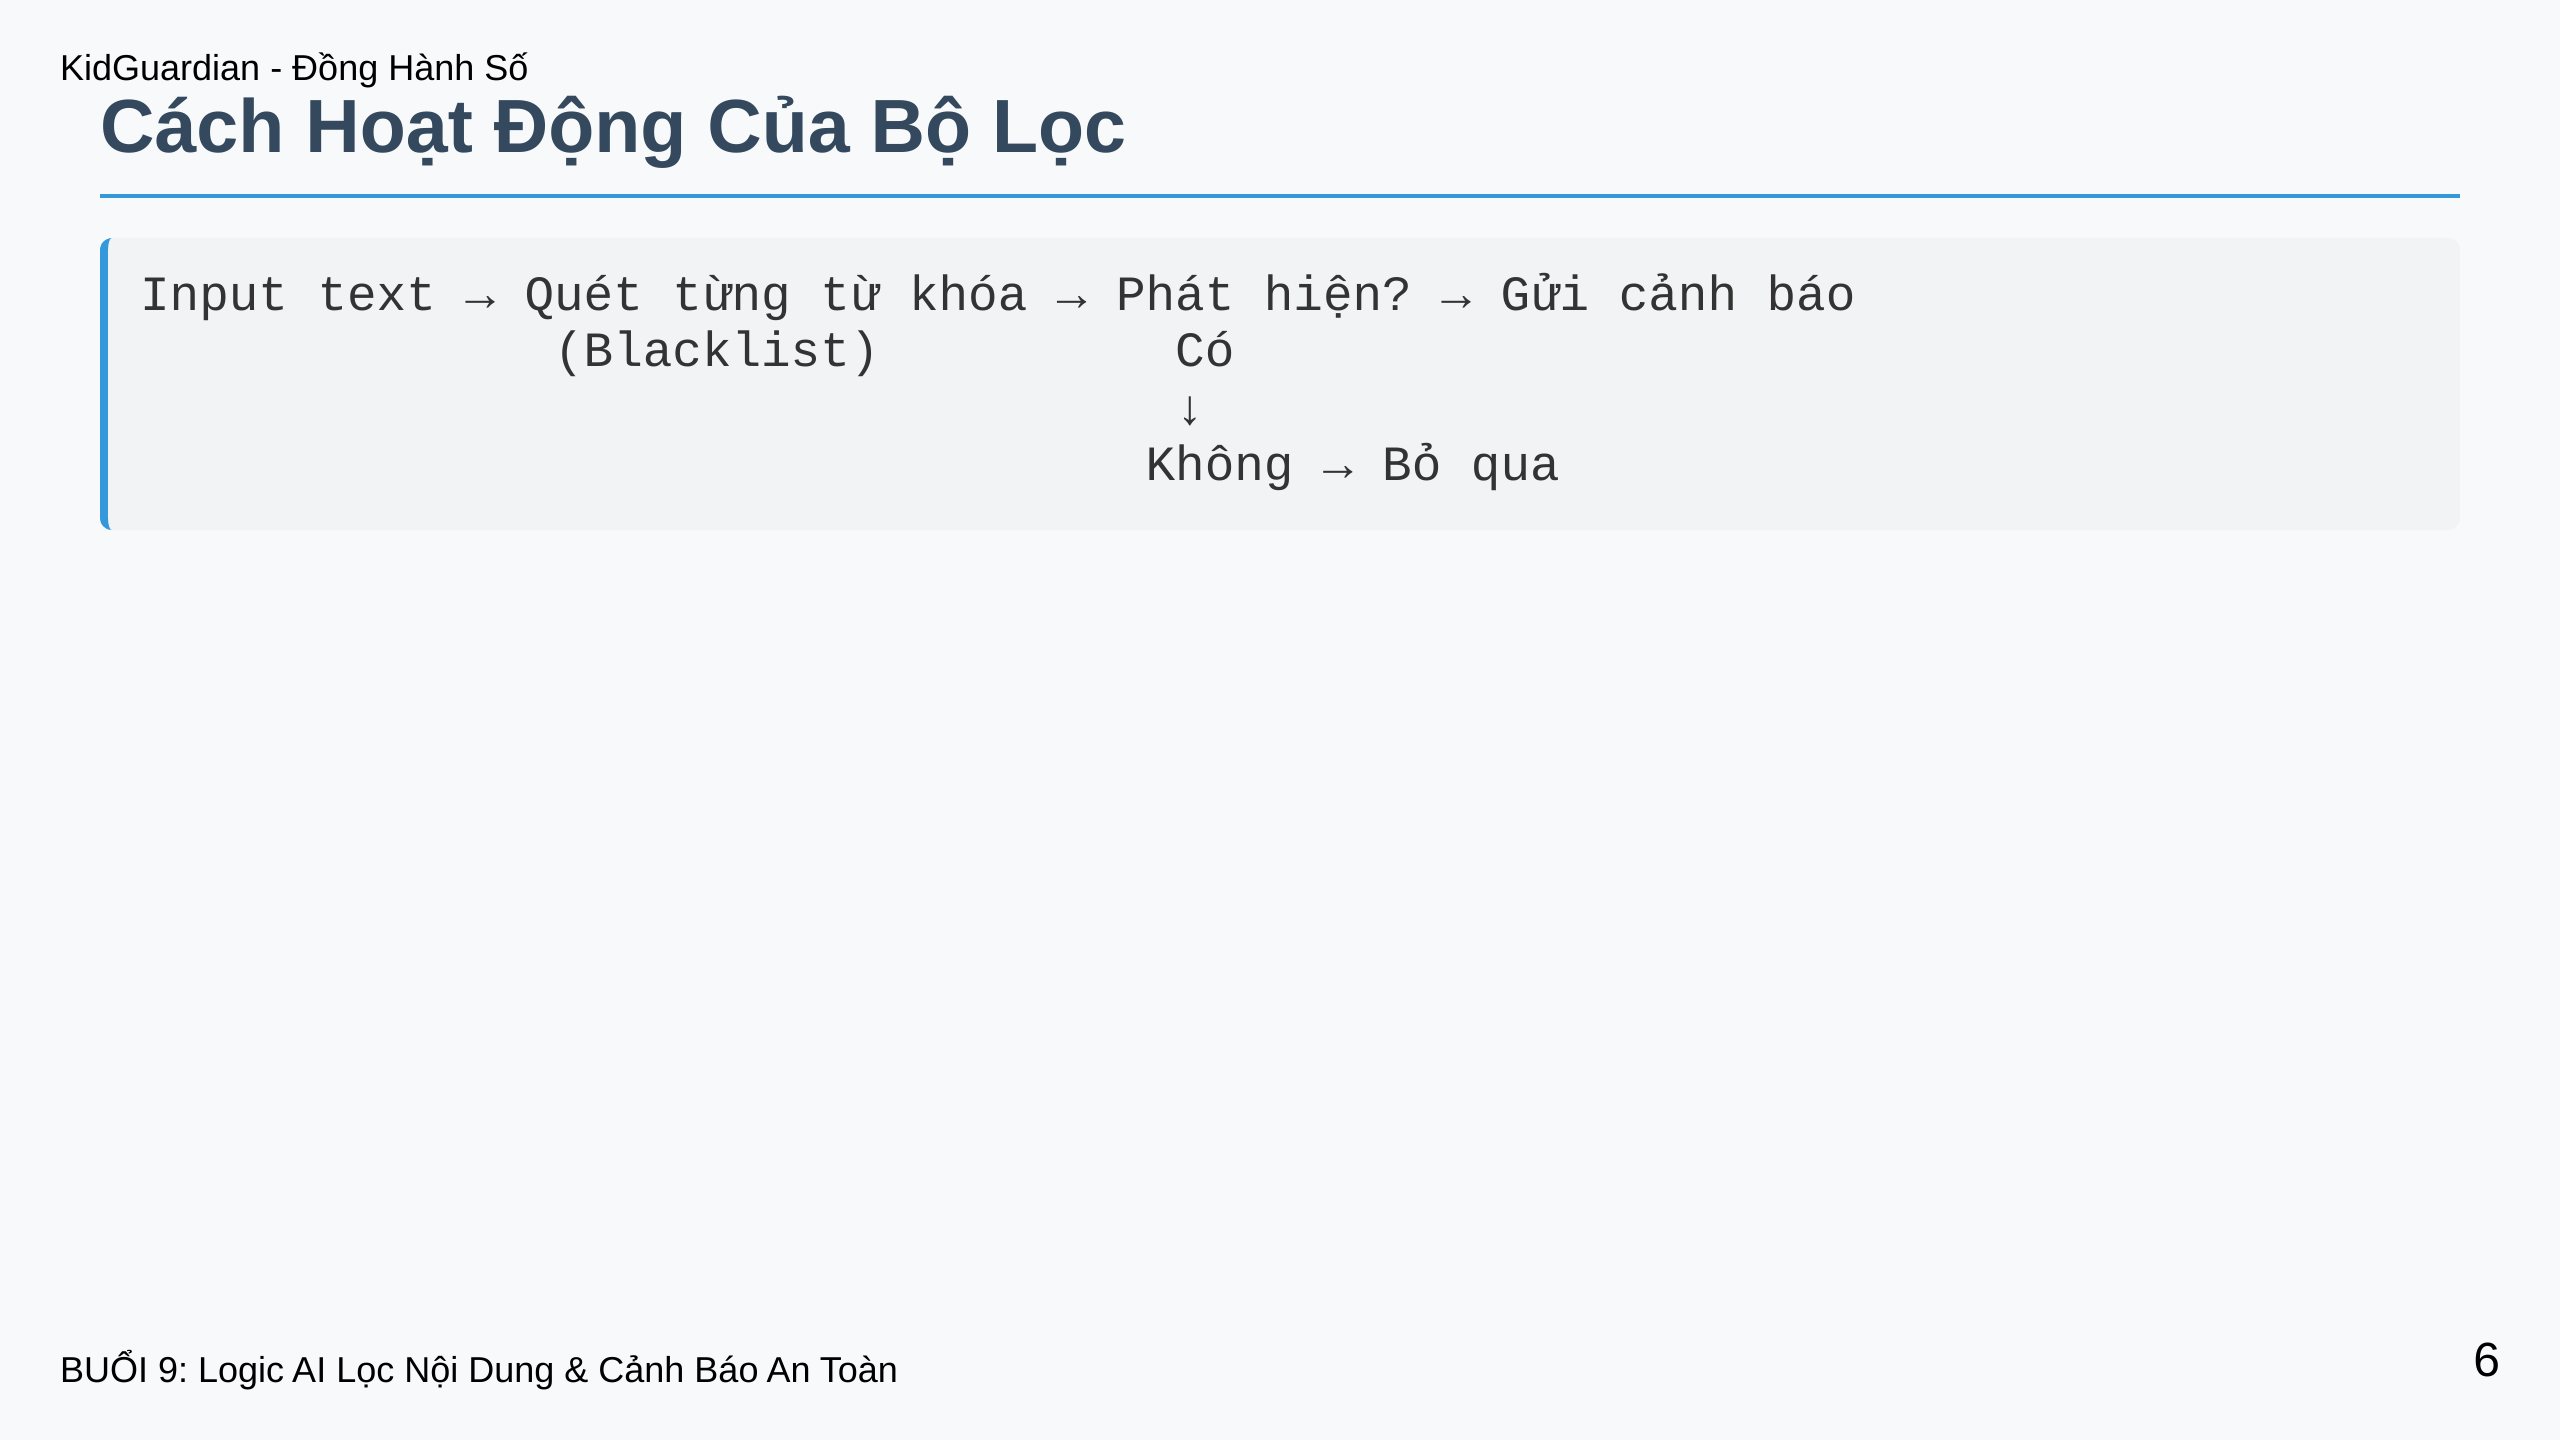 KidGuardian - Đồng Hành Số
Cách Hoạt Động Của Bộ Lọc
Input text → Quét từng từ khóa → Phát hiện? → Gửi cảnh báo
(Blacklist) Có
↓
Không → Bỏ qua
BUỔI 9: Logic AI Lọc Nội Dung & Cảnh Báo An Toàn
6